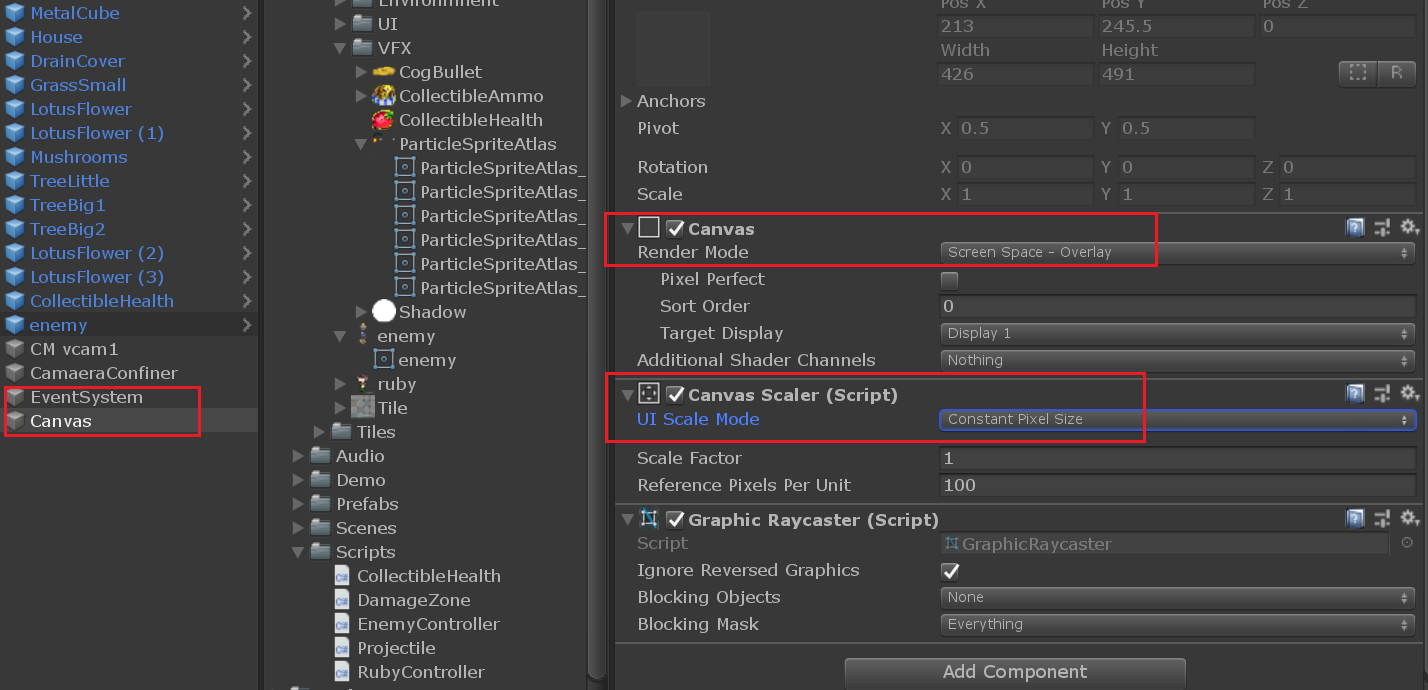 MetalCube
House
DrainCover
GrassSmall
LotusFlower
LotusFlower (1)
Mushrooms
TreeLittle
TreeBig1
TreeBig2
LotusFlower (2)
LotusFlower (3)
CollectibleHealth
enemy
CM vcam1
CamaeraConfiner
EventSystem
Canvas
Environment
UI
VFX
CogBullet
CollectibleAmmo
CollectibleHealth
ParticleSpriteAtlas
ParticleSpriteAtlas_
ParticleSpriteAtlas_
ParticleSpriteAtlas_
ParticleSpriteAtlas_
ParticleSpriteAtlas_
ParticleSpriteAtlas_
Shadow
enemy
enemy
ruby
Tile
Tiles
Audio
Demo
Prefabs
Scenes
Scripts
CollectibleHealth
DamageZone
EnemyController
Projectile
RubyController
Pos X Pos Y Pos Z
213 245.5 0
Width Height
426 491
R
Anchors
Pivot X 0.5 Y 0.5
Rotation X 0 Y 0 Z 0
Scale X 1 Y 1 Z 1
Canvas
Render Mode Screen Space - Overlay
Pixel Perfect
Sort Order 0
Target Display Display 1
Additional Shader Channels Nothing
Canvas Scaler (Script)
UI Scale Mode Constant Pixel Size
Scale Factor 1
Reference Pixels Per Unit 100
Graphic Raycaster (Script)
Script GraphicRaycaster
Ignore Reversed Graphics
Blocking Objects None
Blocking Mask Everything
Add Component